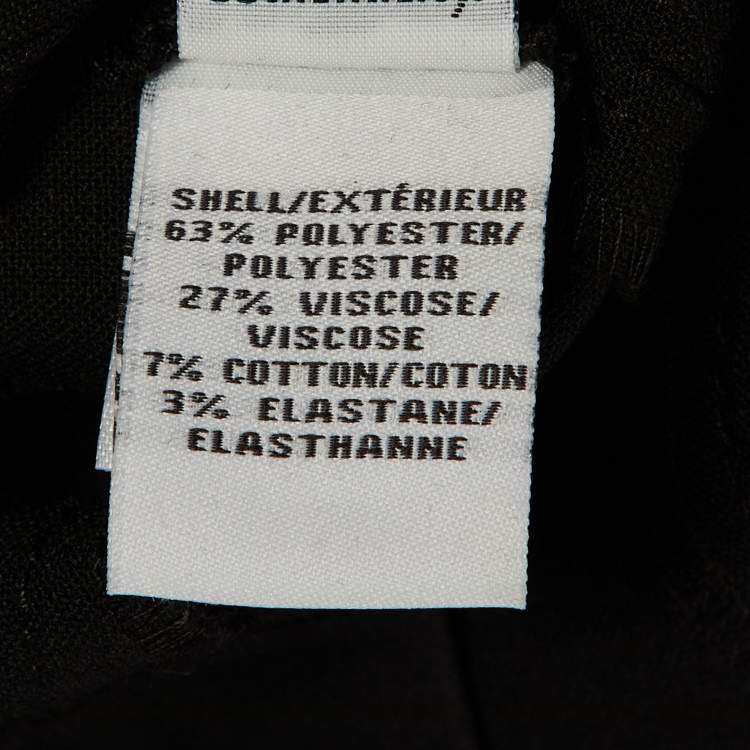 SHELL/EXTÉRIEUR
63% POLYESTER/
POLYESTER
27% VISCOSE/
VISCOSE
7% COTTON/COTON
3% ELASTANE/
ELASTHANNE